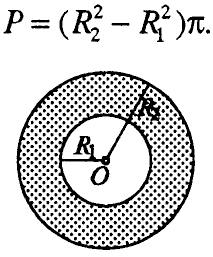 P = (R₂² − R₁²)π.
R₂
R₁
O